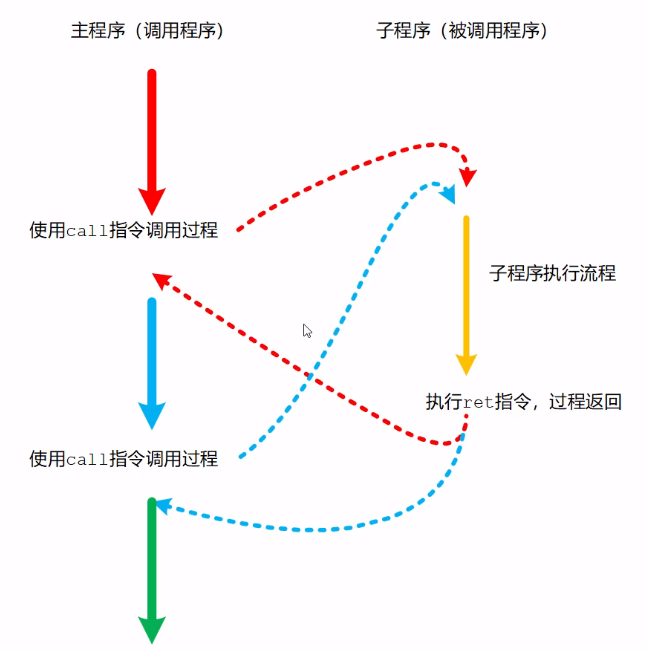 主程序（调用程序）
子程序（被调用程序）
使用call指令调用过程
子程序执行流程
执行ret指令，过程返回
使用call指令调用过程